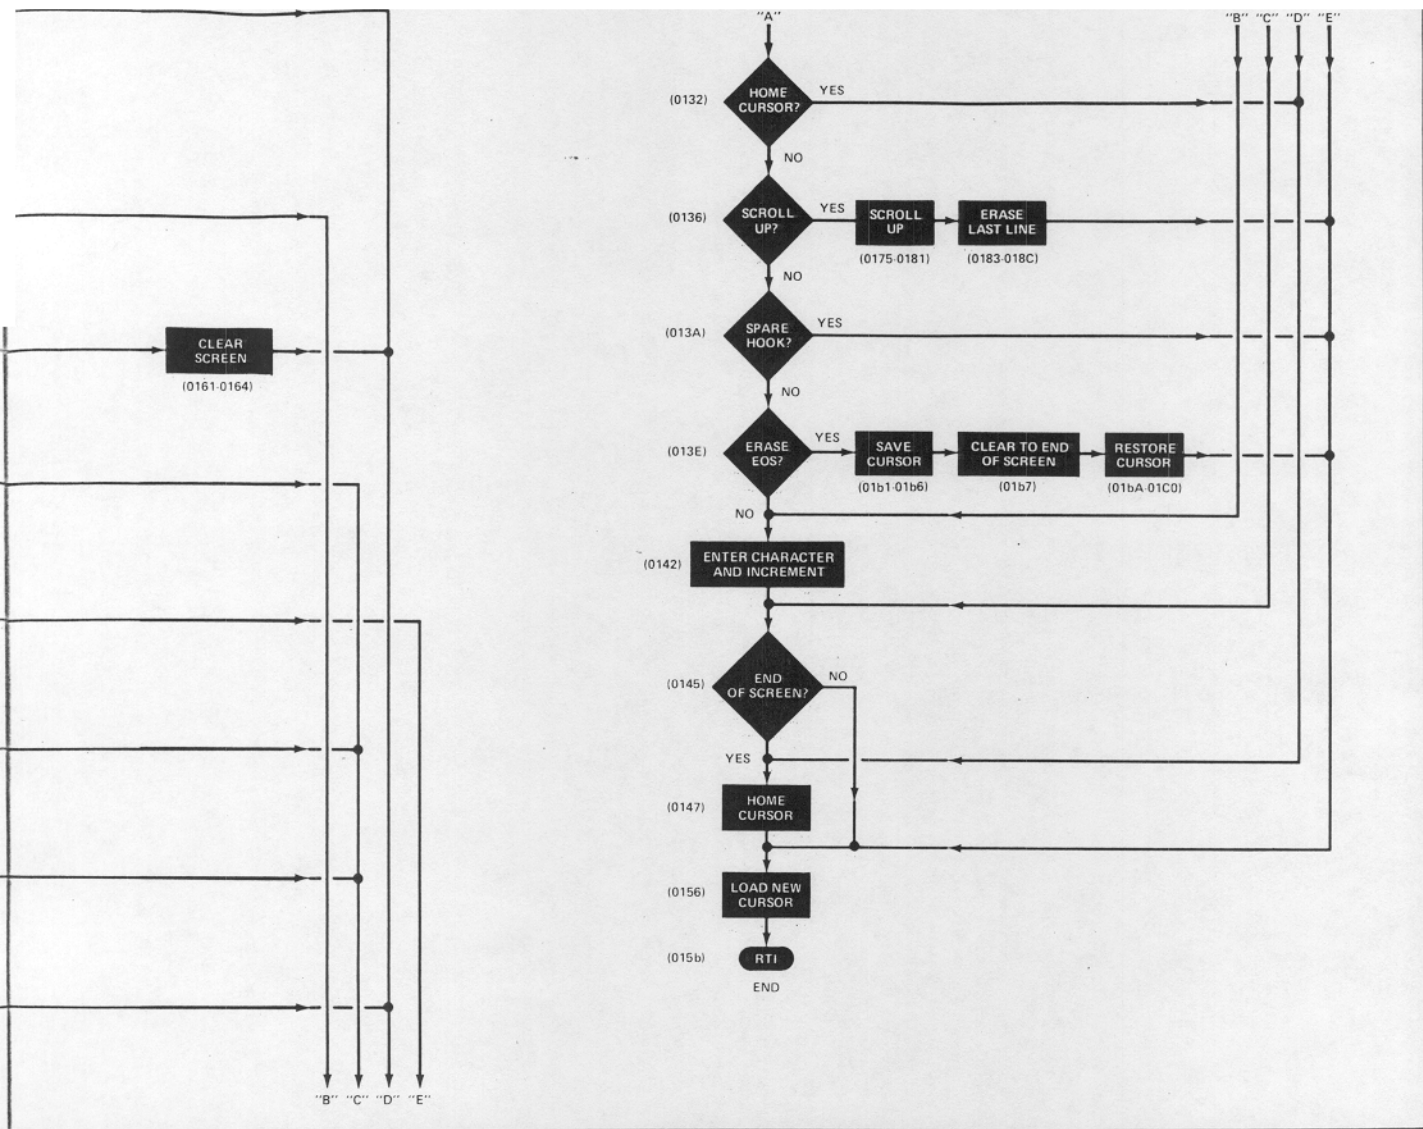 "A"
"B" "C" "D" "E"
(0132)
HOME
CURSOR?
YES
NO
(0136)
SCROLL
UP?
YES
SCROLL
UP
(0175-0181)
ERASE
LAST LINE
(0183-018C)
NO
(013A)
SPARE
HOOK?
YES
NO
CLEAR
SCREEN
(0161-0164)
(013E)
ERASE
EOS?
YES
SAVE
CURSOR
(01b1-01b6)
CLEAR TO END
OF SCREEN
(01b7)
RESTORE
CURSOR
(01bA-01C0)
NO
(0142)
ENTER CHARACTER
AND INCREMENT
(0145)
END
OF SCREEN?
NO
YES
(0147)
HOME
CURSOR
(0156)
LOAD NEW
CURSOR
(015b)
RTI
END
"B" "C" "D" "E"